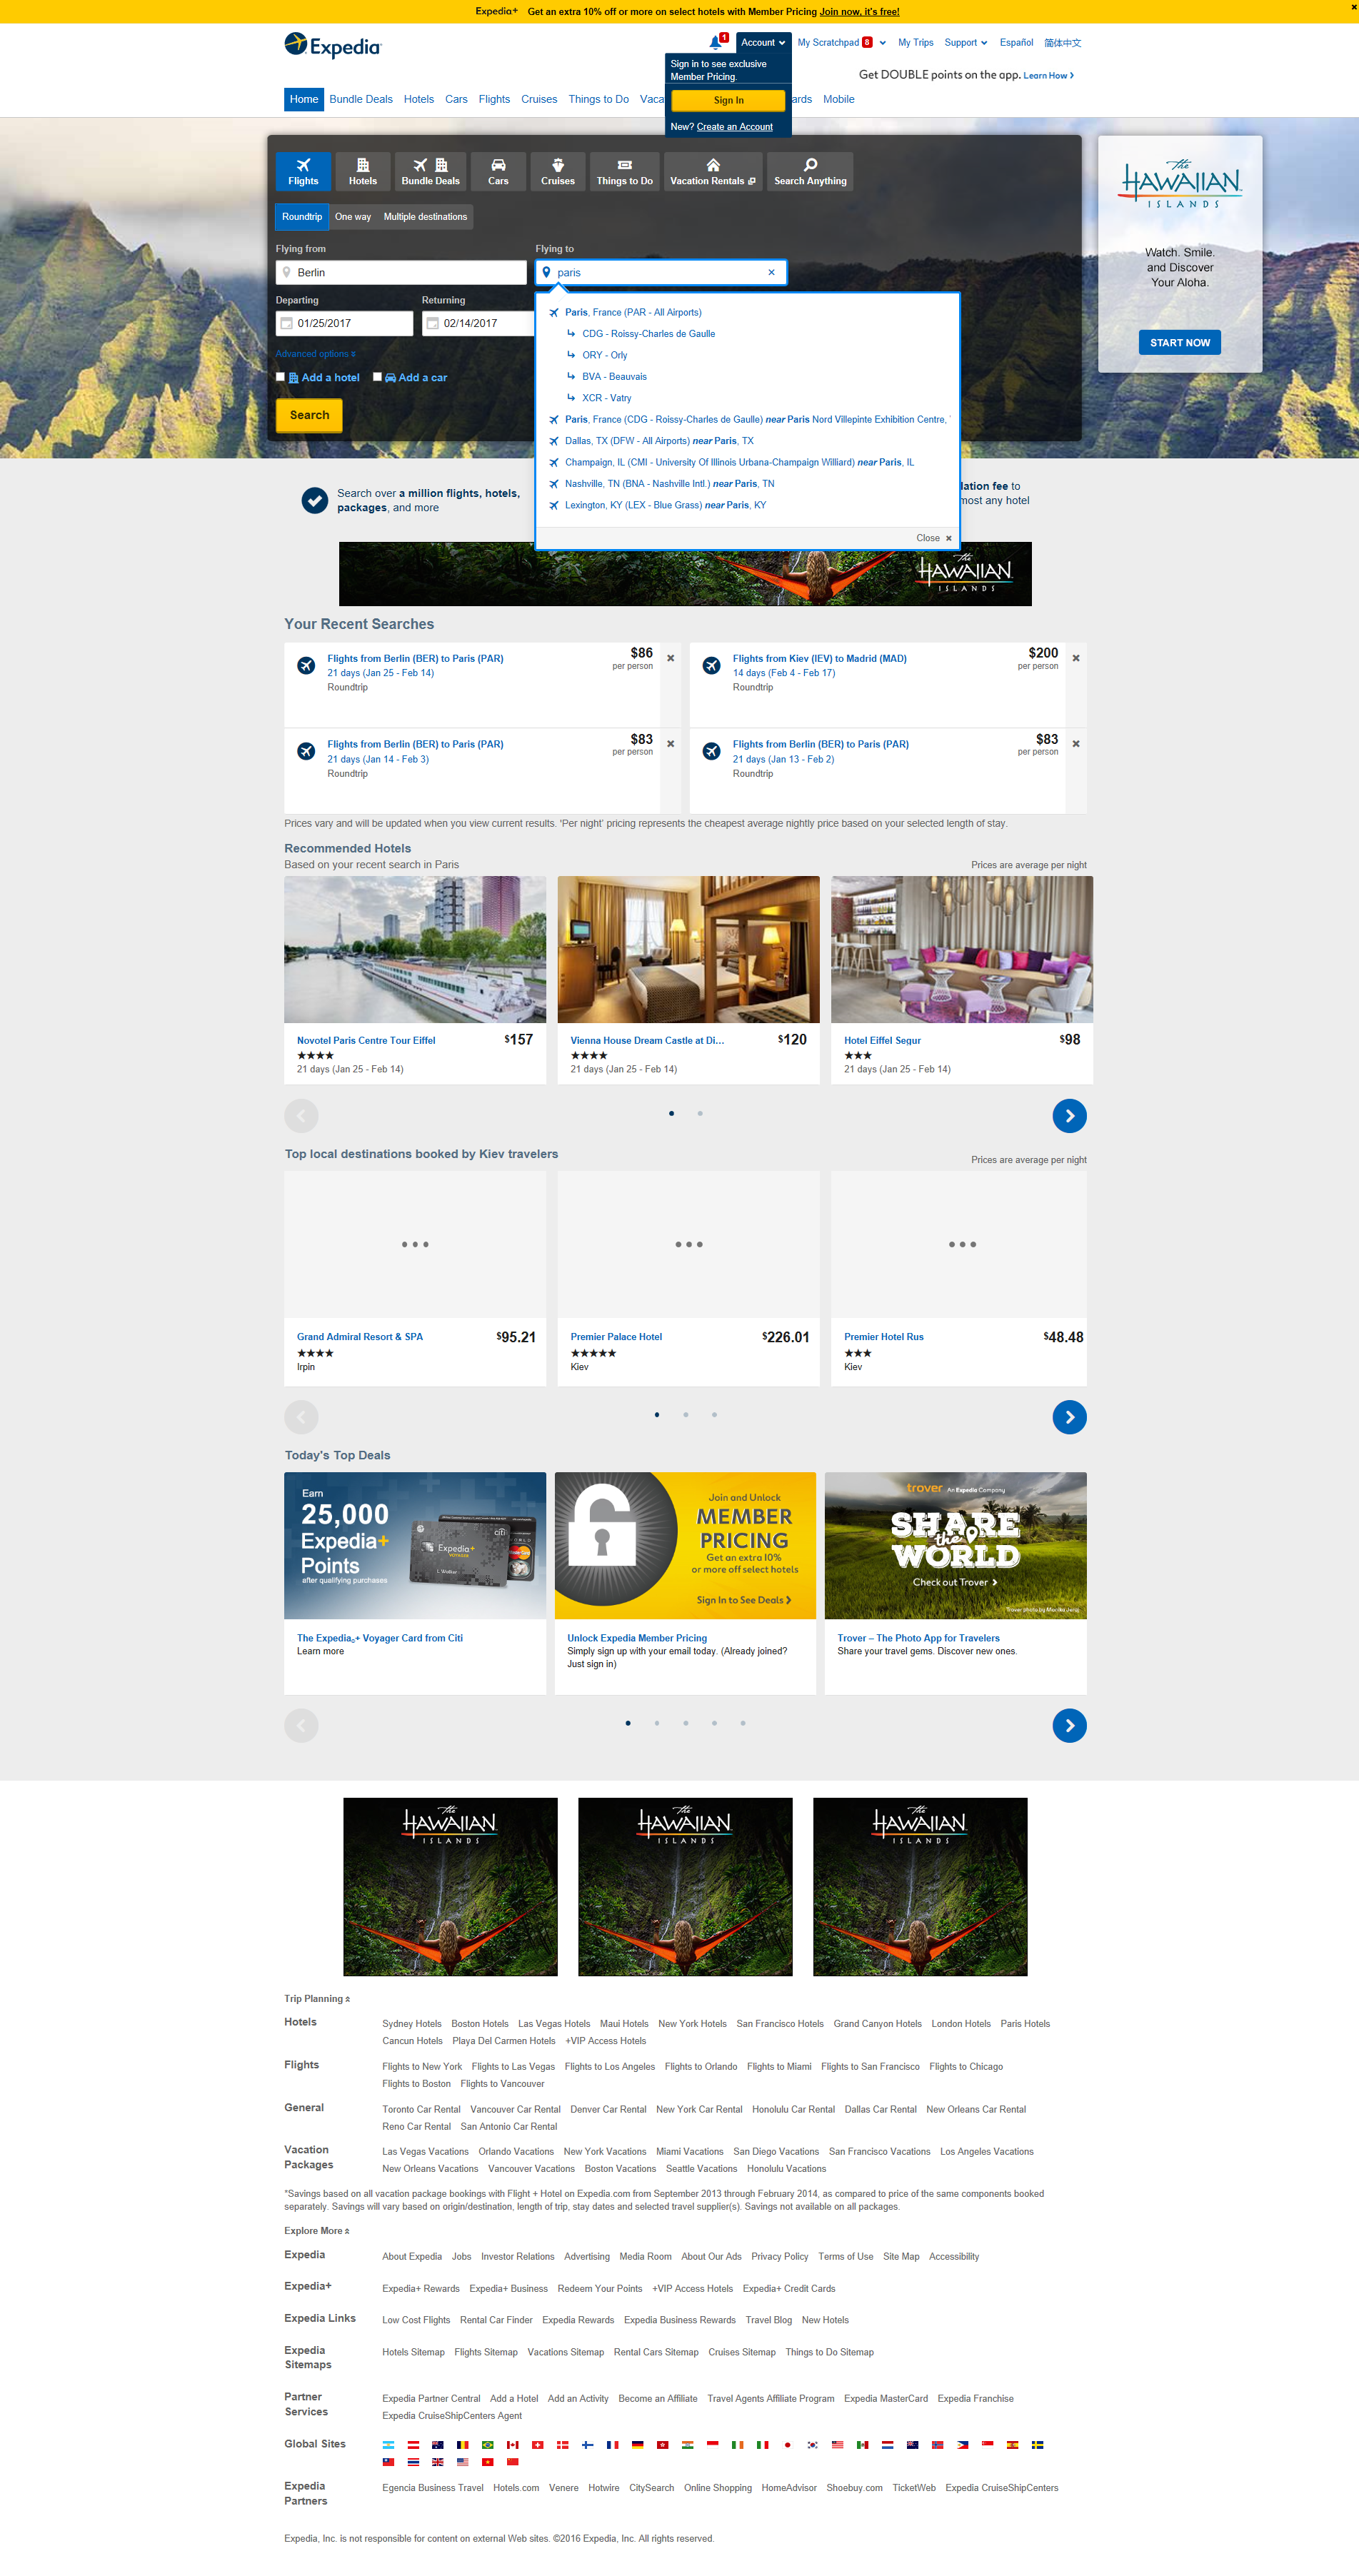 Expedia+ Get an extra 10% off or more on select hotels with Member Pricing Join now, it's free!
Expedia
1
Account
My Scratchpad 8
My Trips
Support
Español
简体中文
Sign in to see exclusive
Member Pricing.
Sign In
New? Create an Account
Get DOUBLE points on the app. Learn How
Home Bundle Deals Hotels Cars Flights Cruises Things to Do Vaca ards Mobile
Flights Hotels Bundle Deals Cars Cruises Things to Do Vacation Rentals Search Anything
Roundtrip One way Multiple destinations
Flying from
Flying to
Berlin
paris
Departing
Returning
01/25/2017
02/14/2017
Advanced options
Add a hotel Add a car
Search
Paris, France (PAR - All Airports)
CDG - Roissy-Charles de Gaulle
ORY - Orly
BVA - Beauvais
XCR - Vatry
Paris, France (CDG - Roissy-Charles de Gaulle) near Paris Nord Villepinte Exhibition Centre,
Dallas, TX (DFW - All Airports) near Paris, TX
Champaign, IL (CMI - University Of Illinois Urbana-Champaign Williard) near Paris, IL
Nashville, TN (BNA - Nashville Intl.) near Paris, TN
Lexington, KY (LEX - Blue Grass) near Paris, KY
Close
The
HAWAIIAN
ISLANDS
Watch. Smile.
and Discover
Your Aloha.
START NOW
Search over a million flights, hotels,
packages, and more
lation fee to
most any hotel
The
HAWAIIAN
ISLANDS
Your Recent Searches
Flights from Berlin (BER) to Paris (PAR)
21 days (Jan 25 - Feb 14)
Roundtrip
$86
per person
Flights from Kiev (IEV) to Madrid (MAD)
14 days (Feb 4 - Feb 17)
Roundtrip
$200
per person
Flights from Berlin (BER) to Paris (PAR)
21 days (Jan 14 - Feb 3)
Roundtrip
$83
per person
Flights from Berlin (BER) to Paris (PAR)
21 days (Jan 13 - Feb 2)
Roundtrip
$83
per person
Prices vary and will be updated when you view current results. 'Per night' pricing represents the cheapest average nightly price based on your selected length of stay.
Recommended Hotels
Based on your recent search in Paris
Prices are average per night
Novotel Paris Centre Tour Eiffel $157
21 days (Jan 25 - Feb 14)
Vienna House Dream Castle at Di... $120
21 days (Jan 25 - Feb 14)
Hotel Eiffel Segur $98
21 days (Jan 25 - Feb 14)
Top local destinations booked by Kiev travelers
Prices are average per night
Grand Admiral Resort & SPA $95.21
Irpin
Premier Palace Hotel $226.01
Kiev
Premier Hotel Rus $48.48
Kiev
Today's Top Deals
Earn
25,000
Expedia+
Points
after qualifying purchases
citi
Expedia+
VOYAGER
Join and Unlock
MEMBER
PRICING
Get an extra 10%
or more off select hotels
Sign In to See Deals
trover An Expedia Company
SHARE
the
WORLD
Check out Trover
The Expedia®+ Voyager Card from Citi
Learn more
Unlock Expedia Member Pricing
Simply sign up with your email today. (Already joined?
Just sign in)
Trover – The Photo App for Travelers
Share your travel gems. Discover new ones.
The
HAWAIIAN
ISLANDS
The
HAWAIIAN
ISLANDS
The
HAWAIIAN
ISLANDS
Trip Planning
Hotels
Sydney Hotels Boston Hotels Las Vegas Hotels Maui Hotels New York Hotels San Francisco Hotels Grand Canyon Hotels London Hotels Paris Hotels
Cancun Hotels Playa Del Carmen Hotels +VIP Access Hotels
Flights
Flights to New York Flights to Las Vegas Flights to Los Angeles Flights to Orlando Flights to Miami Flights to San Francisco Flights to Chicago
Flights to Boston Flights to Vancouver
General
Toronto Car Rental Vancouver Car Rental Denver Car Rental New York Car Rental Honolulu Car Rental Dallas Car Rental New Orleans Car Rental
Reno Car Rental San Antonio Car Rental
Vacation
Packages
Las Vegas Vacations Orlando Vacations New York Vacations Miami Vacations San Diego Vacations San Francisco Vacations Los Angeles Vacations
New Orleans Vacations Vancouver Vacations Boston Vacations Seattle Vacations Honolulu Vacations
*Savings based on all vacation package bookings with Flight + Hotel on Expedia.com from September 2013 through February 2014, as compared to price of the same components booked
separately. Savings will vary based on origin/destination, length of trip, stay dates and selected travel supplier(s). Savings not available on all packages.
Explore More
Expedia
About Expedia Jobs Investor Relations Advertising Media Room About Our Ads Privacy Policy Terms of Use Site Map Accessibility
Expedia+
Expedia+ Rewards Expedia+ Business Redeem Your Points +VIP Access Hotels Expedia+ Credit Cards
Expedia Links
Low Cost Flights Rental Car Finder Expedia Rewards Expedia Business Rewards Travel Blog New Hotels
Expedia
Sitemaps
Hotels Sitemap Flights Sitemap Vacations Sitemap Rental Cars Sitemap Cruises Sitemap Things to Do Sitemap
Partner
Services
Expedia Partner Central Add a Hotel Add an Activity Become an Affiliate Travel Agents Affiliate Program Expedia MasterCard Expedia Franchise
Expedia CruiseShipCenters Agent
Global Sites
Expedia
Partners
Egencia Business Travel Hotels.com Venere Hotwire CitySearch Online Shopping HomeAdvisor Shoebuy.com TicketWeb Expedia CruiseShipCenters
Expedia, Inc. is not responsible for content on external Web sites. ©2016 Expedia, Inc. All rights reserved.